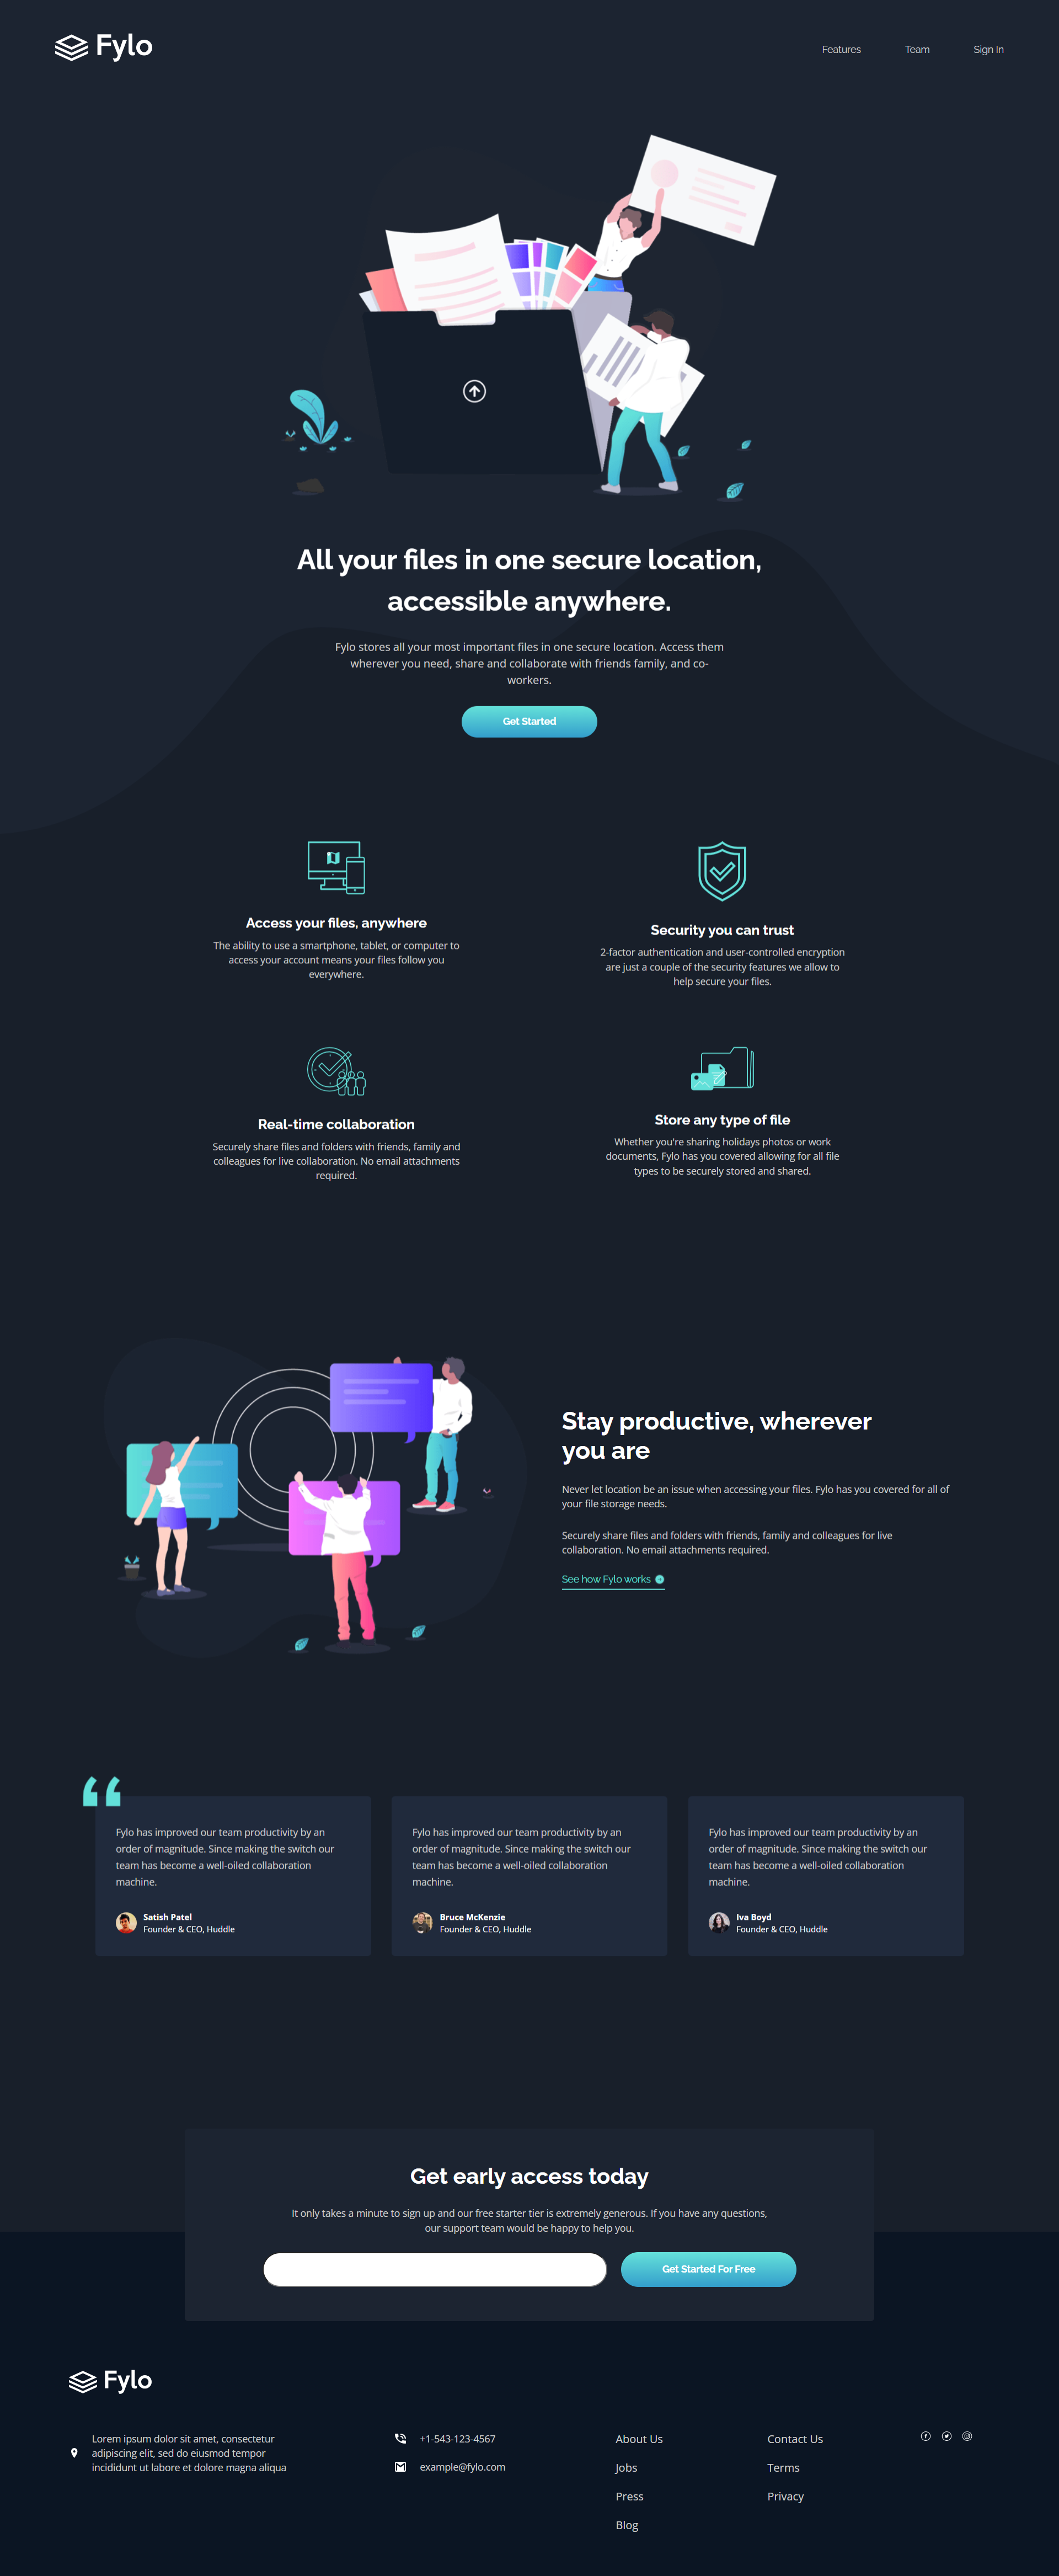 Fylo
Features
Team
Sign In
All your files in one secure location,
accessible anywhere.
Fylo stores all your most important files in one secure location. Access them
wherever you need, share and collaborate with friends family, and co-
workers.
Get Started
Access your files, anywhere
The ability to use a smartphone, tablet, or computer to
access your account means your files follow you
everywhere.
Security you can trust
2-factor authentication and user-controlled encryption
are just a couple of the security features we allow to
help secure your files.
Real-time collaboration
Securely share files and folders with friends, family and
colleagues for live collaboration. No email attachments
required.
Store any type of file
Whether you're sharing holidays photos or work
documents, Fylo has you covered allowing for all file
types to be securely stored and shared.
Stay productive, wherever
you are
Never let location be an issue when accessing your files. Fylo has you covered for all of
your file storage needs.
Securely share files and folders with friends, family and colleagues for live
collaboration. No email attachments required.
See how Fylo works
Fylo has improved our team productivity by an
order of magnitude. Since making the switch our
team has become a well-oiled collaboration
machine.
Satish Patel
Founder & CEO, Huddle
Fylo has improved our team productivity by an
order of magnitude. Since making the switch our
team has become a well-oiled collaboration
machine.
Bruce McKenzie
Founder & CEO, Huddle
Fylo has improved our team productivity by an
order of magnitude. Since making the switch our
team has become a well-oiled collaboration
machine.
Iva Boyd
Founder & CEO, Huddle
Get early access today
It only takes a minute to sign up and our free starter tier is extremely generous. If you have any questions,
our support team would be happy to help you.
Get Started For Free
Fylo
Lorem ipsum dolor sit amet, consectetur
adipiscing elit, sed do eiusmod tempor
incididunt ut labore et dolore magna aliqua
+1-543-123-4567
example@fylo.com
About Us
Jobs
Press
Blog
Contact Us
Terms
Privacy